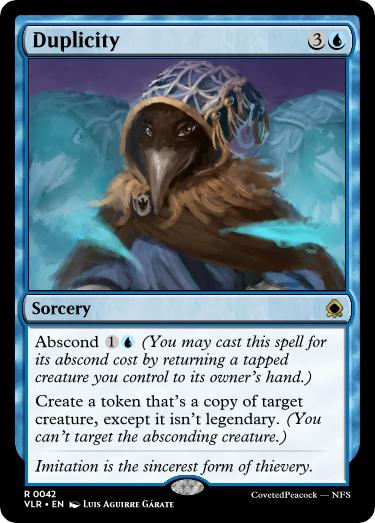 Duplicity 3
Sorcery
Abscond 1 (You may cast this spell for
its abscond cost by returning a tapped
creature you control to its owner's hand.)
Create a token that's a copy of target
creature, except it isn't legendary. (You
can't target the absconding creature.)
Imitation is the sincerest form of thievery.
R 0042
CovetedPeacock — NFS
VLR • EN Luis Aguirre Gárate